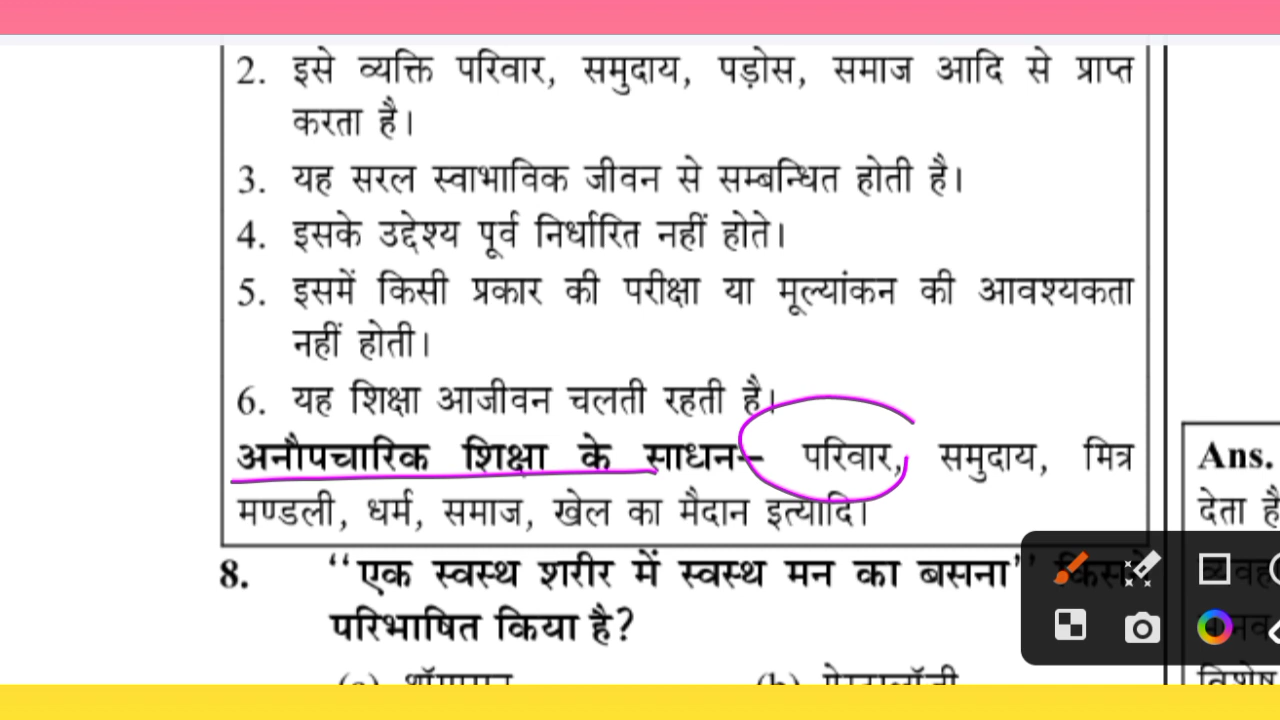 2. इसे व्यक्ति परिवार, समुदाय, पड़ोस, समाज आदि से प्राप्त
करता है।
3. यह सरल स्वाभाविक जीवन से सम्बन्धित होती है।
4. इसके उद्देश्य पूर्व निर्धारित नहीं होते।
5. इसमें किसी प्रकार की परीक्षा या मूल्यांकन की आवश्यकता
नहीं होती।
6. यह शिक्षा आजीवन चलती रहती है।
अनौपचारिक शिक्षा के साधन– परिवार, समुदाय, मित्र
मण्डली, धर्म, समाज, खेल का मैदान इत्यादि।
8. ‘‘एक स्वस्थ शरीर में स्वस्थ मन का बसना’’
परिभाषित किया है?
Ans.
देता है